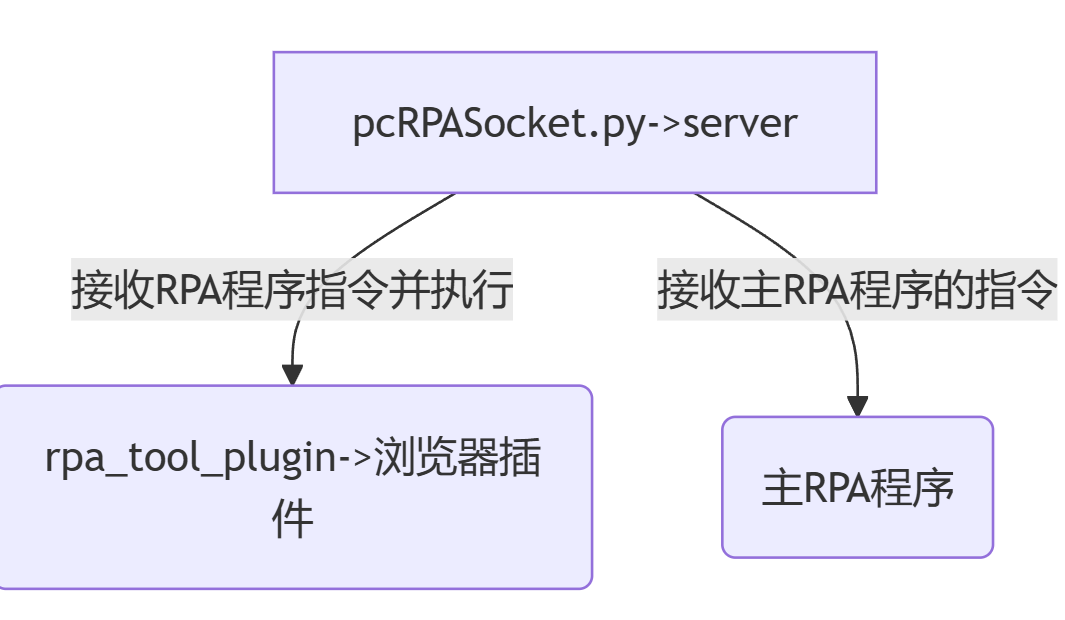 pcRPASocket.py->server
接收RPA程序指令并执行
接收主RPA程序的指令
rpa_tool_plugin->浏览器插
件
主RPA程序